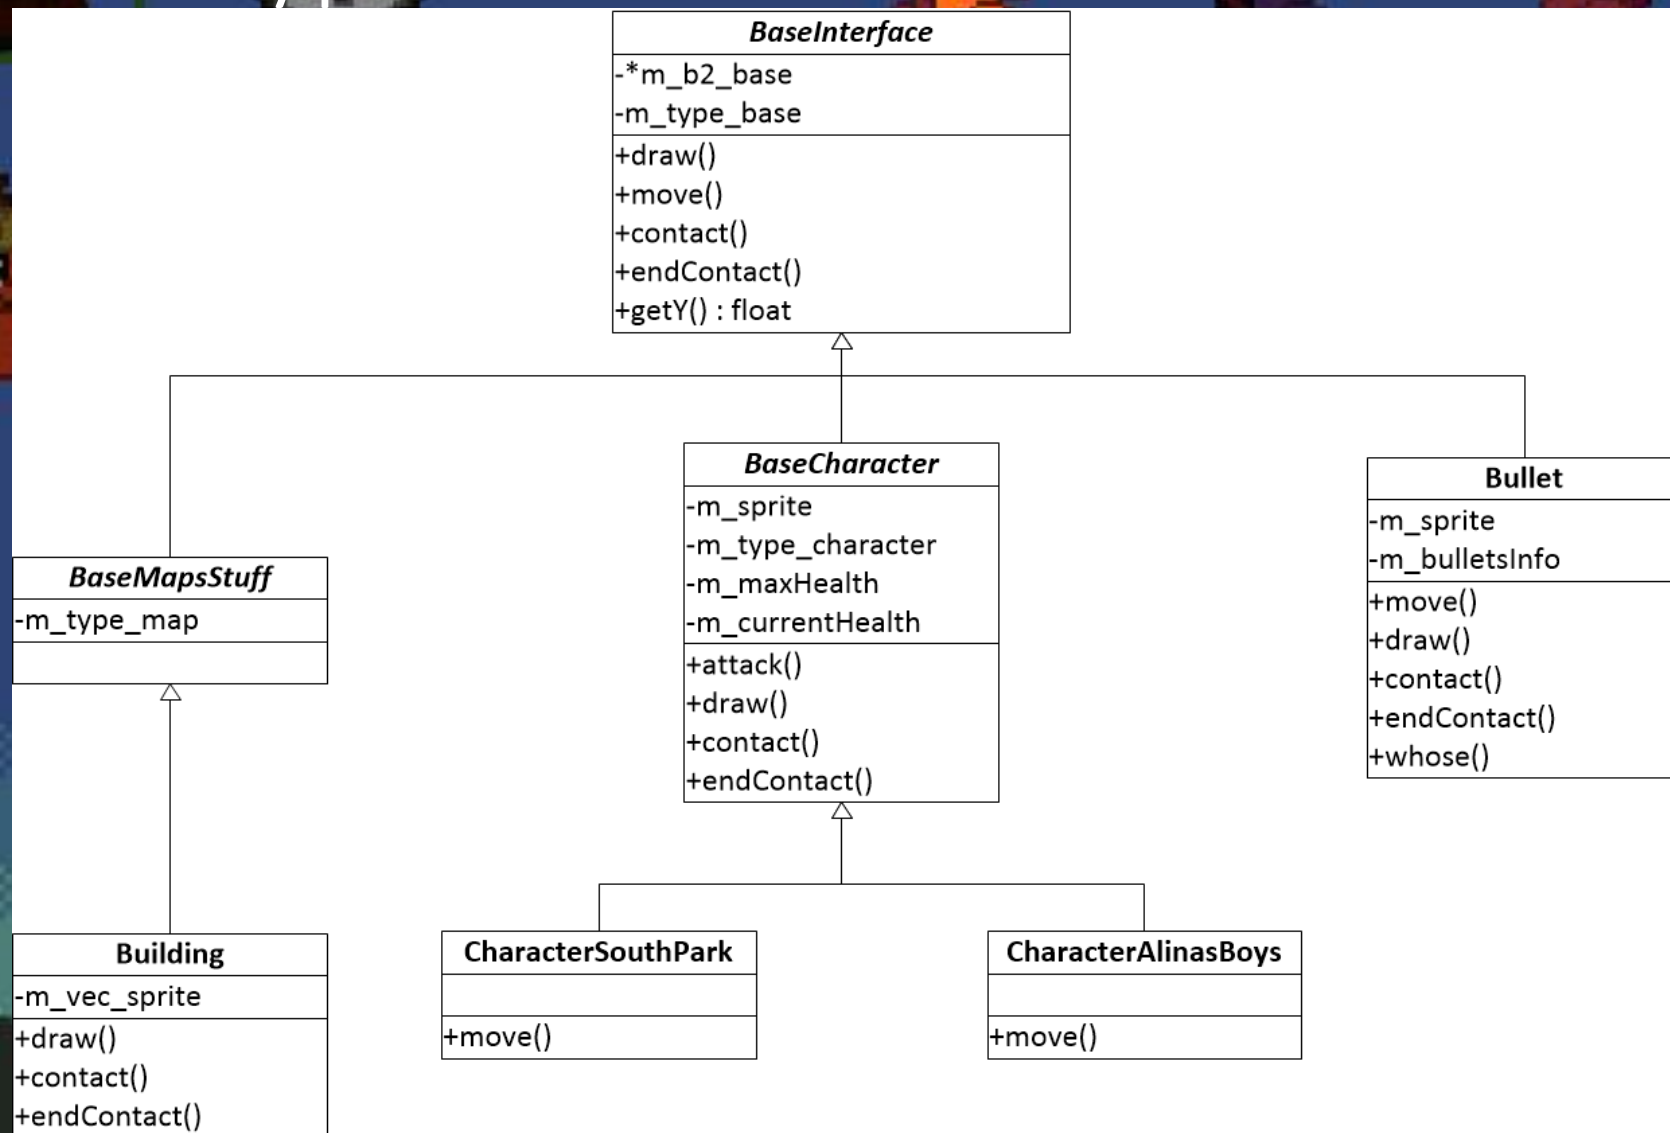 BaseInterface
-*m_b2_base
-m_type_base
+draw()
+move()
+contact()
+endContact()
+getY() : float
BaseMapsStuff
-m_type_map
BaseCharacter
-m_sprite
-m_type_character
-m_maxHealth
-m_currentHealth
+attack()
+draw()
+contact()
+endContact()
Bullet
-m_sprite
-m_bulletsInfo
+move()
+draw()
+contact()
+endContact()
+whose()
Building
-m_vec_sprite
+draw()
+contact()
+endContact()
CharacterSouthPark
+move()
CharacterAlinasBoys
+move()